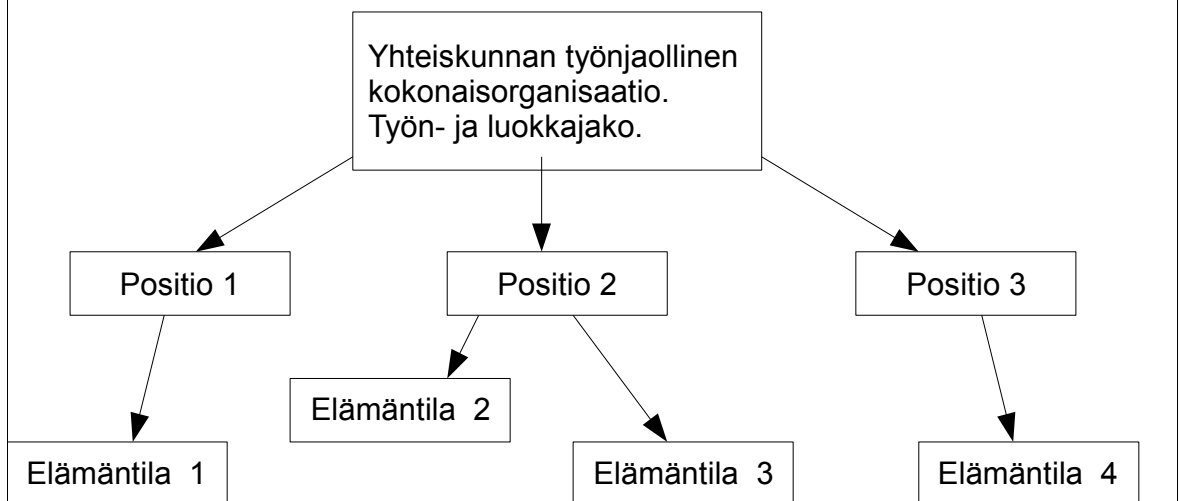 Yhteiskunnan työnjaollinen
kokonaisorganisaatio.
Työn- ja luokkajako.
Positio 1
Positio 2
Positio 3
Elämäntila 2
Elämäntila 1
Elämäntila 3
Elämäntila 4